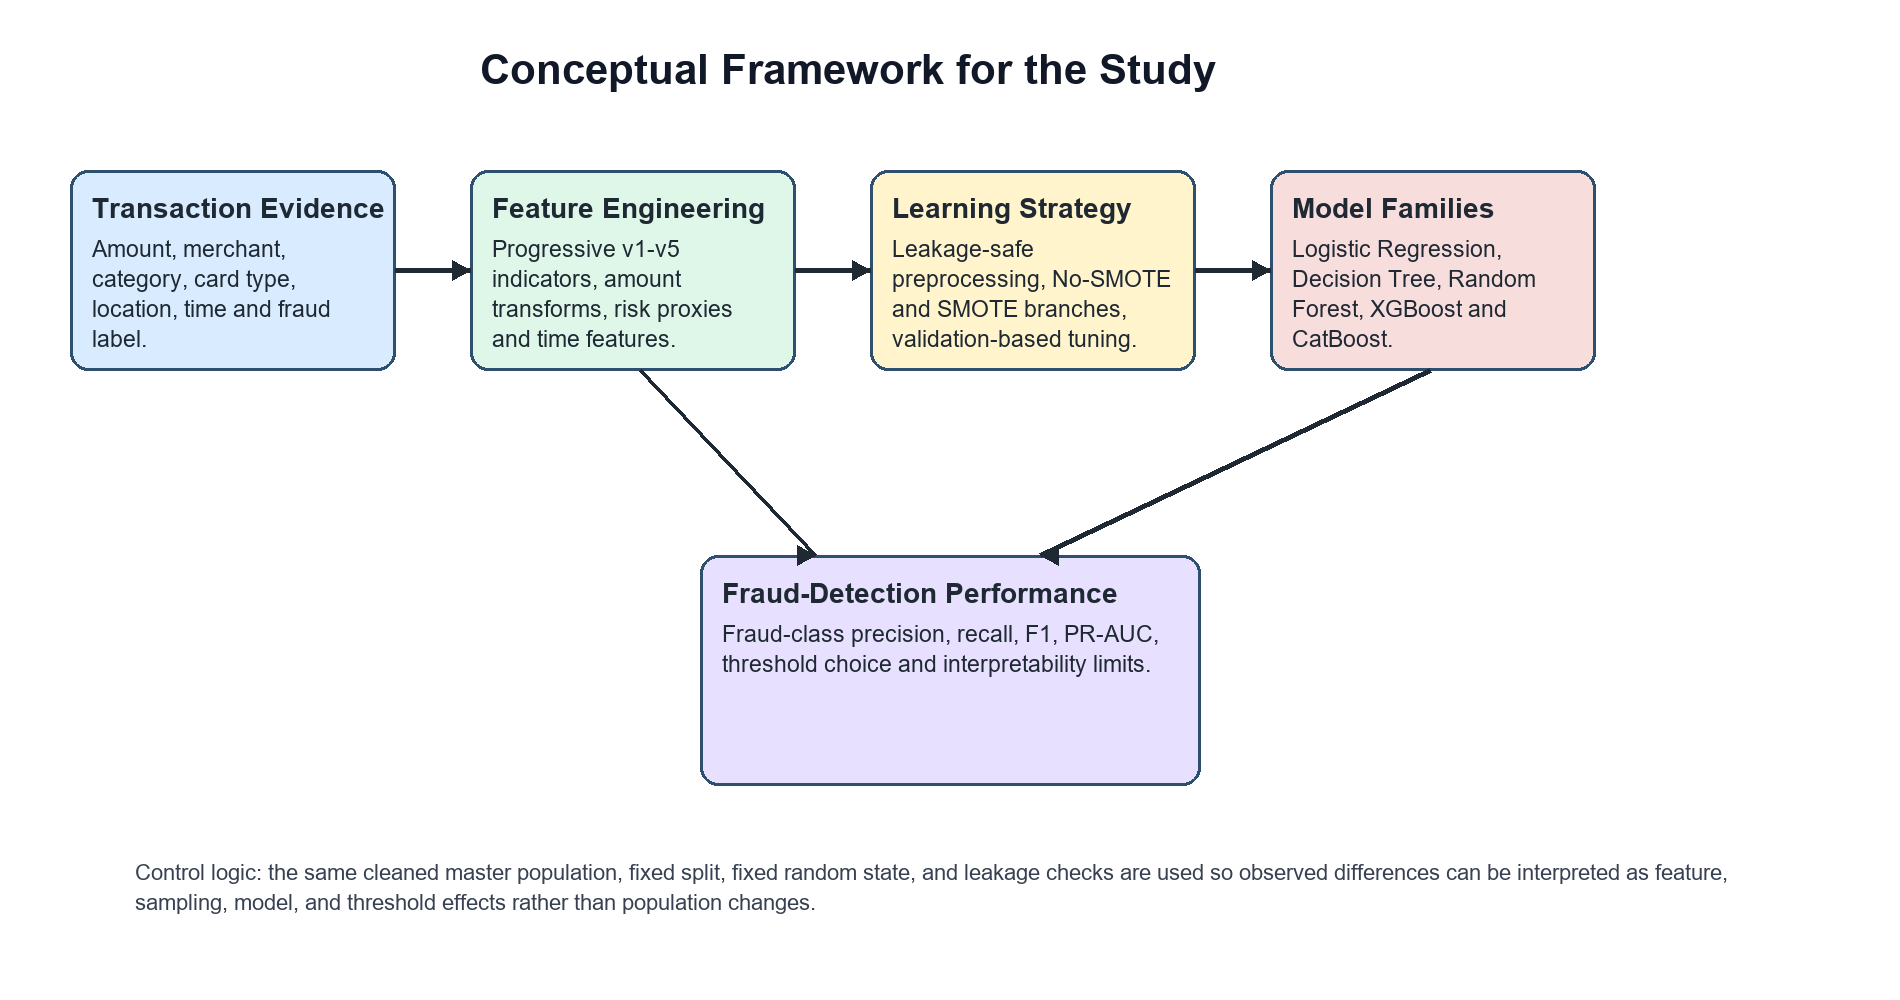 Conceptual Framework for the Study
Transaction Evidence
Amount, merchant,
category, card type,
location, time and fraud
label.
Feature Engineering
Progressive v1-v5
indicators, amount
transforms, risk proxies
and time features.
Learning Strategy
Leakage-safe
preprocessing, No-SMOTE
and SMOTE branches,
validation-based tuning.
Model Families
Logistic Regression,
Decision Tree, Random
Forest, XGBoost and
CatBoost.
Fraud-Detection Performance
Fraud-class precision, recall, F1, PR-AUC,
threshold choice and interpretability limits.
Control logic: the same cleaned master population, fixed split, fixed random state, and leakage checks are used so observed differences can be interpreted as feature,
sampling, model, and threshold effects rather than population changes.